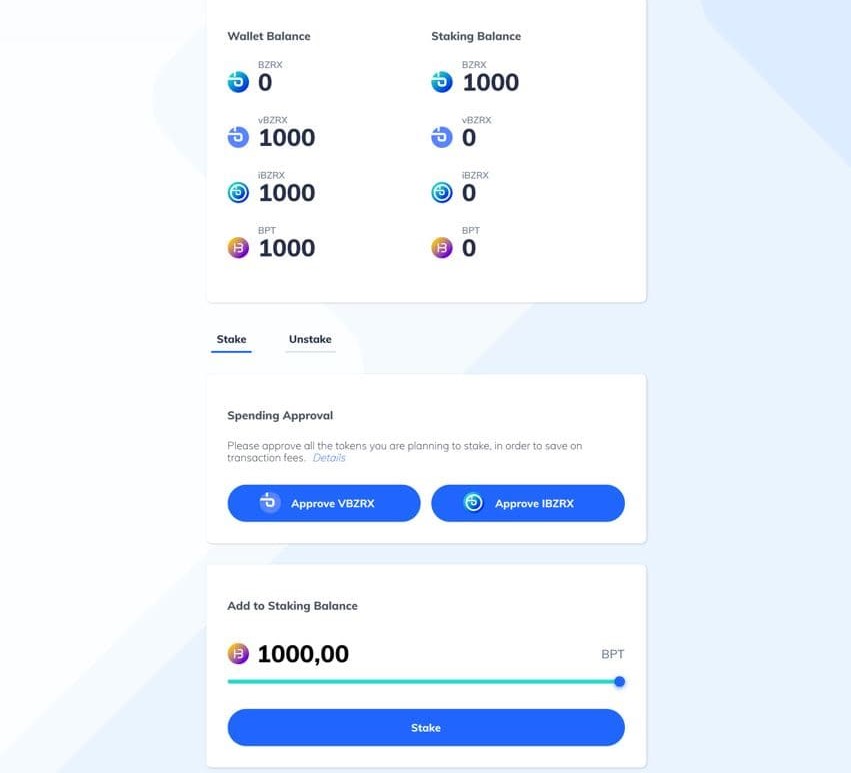 Wallet Balance
Staking Balance
BZRX
0
BZRX
1000
vBZRX
1000
vBZRX
0
iBZRX
1000
iBZRX
0
BPT
1000
BPT
0
Stake
Unstake
Spending Approval
Please approve all the tokens you are planning to stake, in order to save on
transaction fees. Details
Approve VBZRX
Approve IBZRX
Add to Staking Balance
1000,00
BPT
Stake